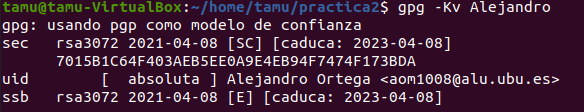 tamu@tamu-VirtualBox:~/home/tamu/practica2$ gpg -Kv Alejandro
gpg: usando pgp como modelo de confianza
sec   rsa3072 2021-04-08 [SC] [caduca: 2023-04-08]
      7015B1C64F403AEB5EE0A9E4EB94F7474F173BDA
uid        [  absoluta ] Alejandro Ortega <aom1008@alu.ubu.es>
ssb   rsa3072 2021-04-08 [E] [caduca: 2023-04-08]